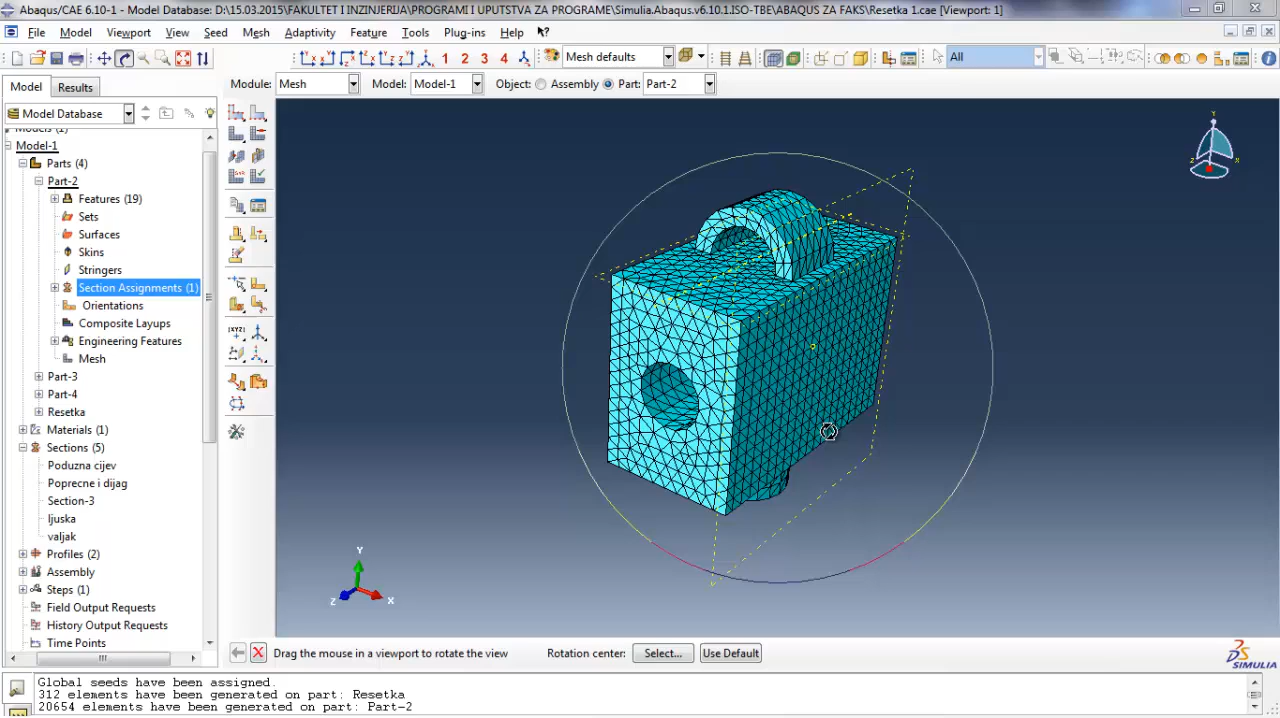 Abaqus/CAE 6.10-1 - Model Database: D:\15.03.2015\FAKULTET I INZINJERIJA\PROGRAMI I UPUTSTVA ZA PROGRAME\Simulia.Abaqus.v6.10.1.ISO-TBE\ABAQUS ZA FAKS\Resetka 1.cae [Viewport: 1]
File Model Viewport View Seed Mesh Adaptivity Feature Tools Plug-ins Help
1 2 3 4 Mesh defaults All
Model Results Module: Mesh Model: Model-1 Object: Assembly Part: Part-2
Model Database
Models (1)
Model-1
Parts (4)
Part-2
Features (19)
Sets
Surfaces
Skins
Stringers
Section Assignments (1)
Orientations
Composite Layups
Engineering Features
Mesh
Part-3
Part-4
Resetka
Materials (1)
Sections (5)
Poduzna cijev
Poprecne i dijag
Section-3
ljuska
valjak
Profiles (2)
Assembly
Steps (1)
Field Output Requests
History Output Requests
Time Points
Y
Z X
Y
Z X
Drag the mouse in a viewport to rotate the view Rotation center: Select... Use Default
SIMULIA
Global seeds have been assigned.
312 elements have been generated on part: Resetka
20654 elements have been generated on part: Part-2